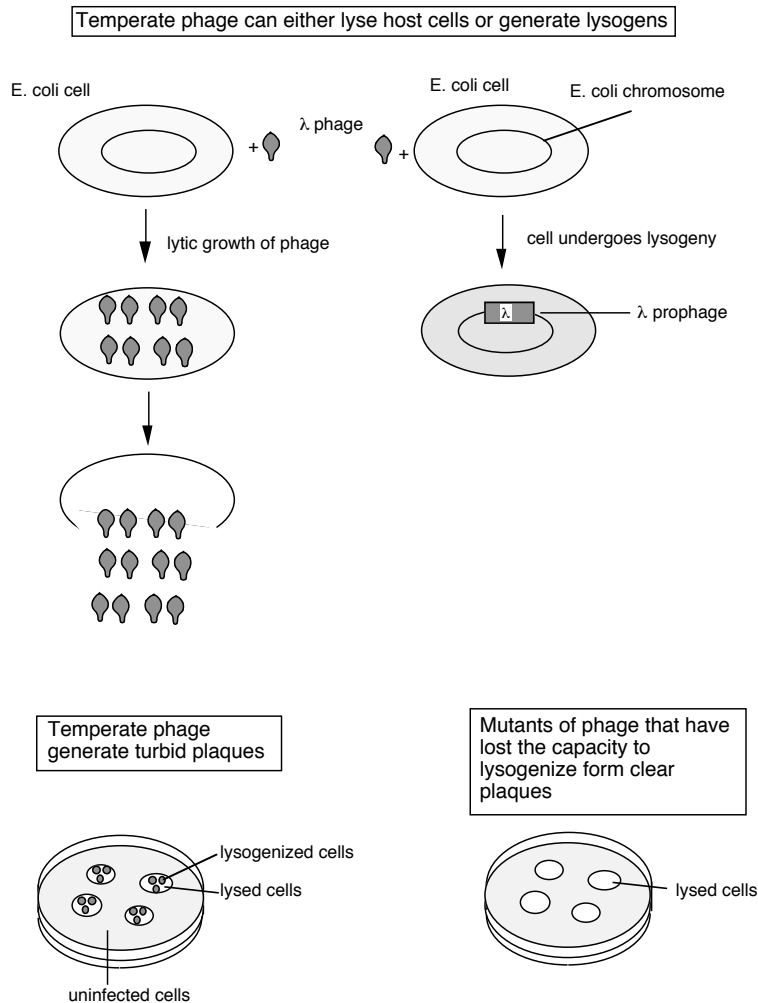 Temperate phage can either lyse host cells or generate lysogens
E. coli cell
E. coli cell
E. coli chromosome
+
λ phage
+
lytic growth of phage
cell undergoes lysogeny
λ
λ prophage
Temperate phage
generate turbid plaques
Mutants of phage that have
lost the capacity to
lysogenize form clear
plaques
lysogenized cells
lysed cells
uninfected cells
lysed cells